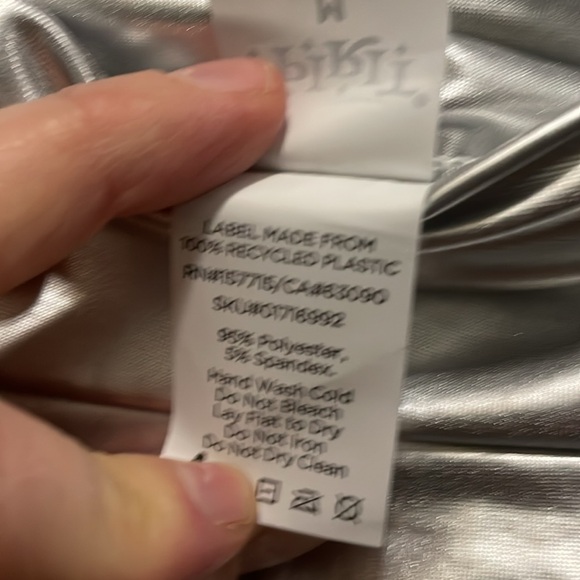 M
SPIRIT
LABEL MADE FROM
100% RECYCLED PLASTIC
RN#157715/CA#63090
SKU#01716992
95% Polyester,
5% Spandex,
Hand Wash Cold
Do Not Bleach
Lay Flat to Dry
Do Not Iron
Do Not Dry Clean